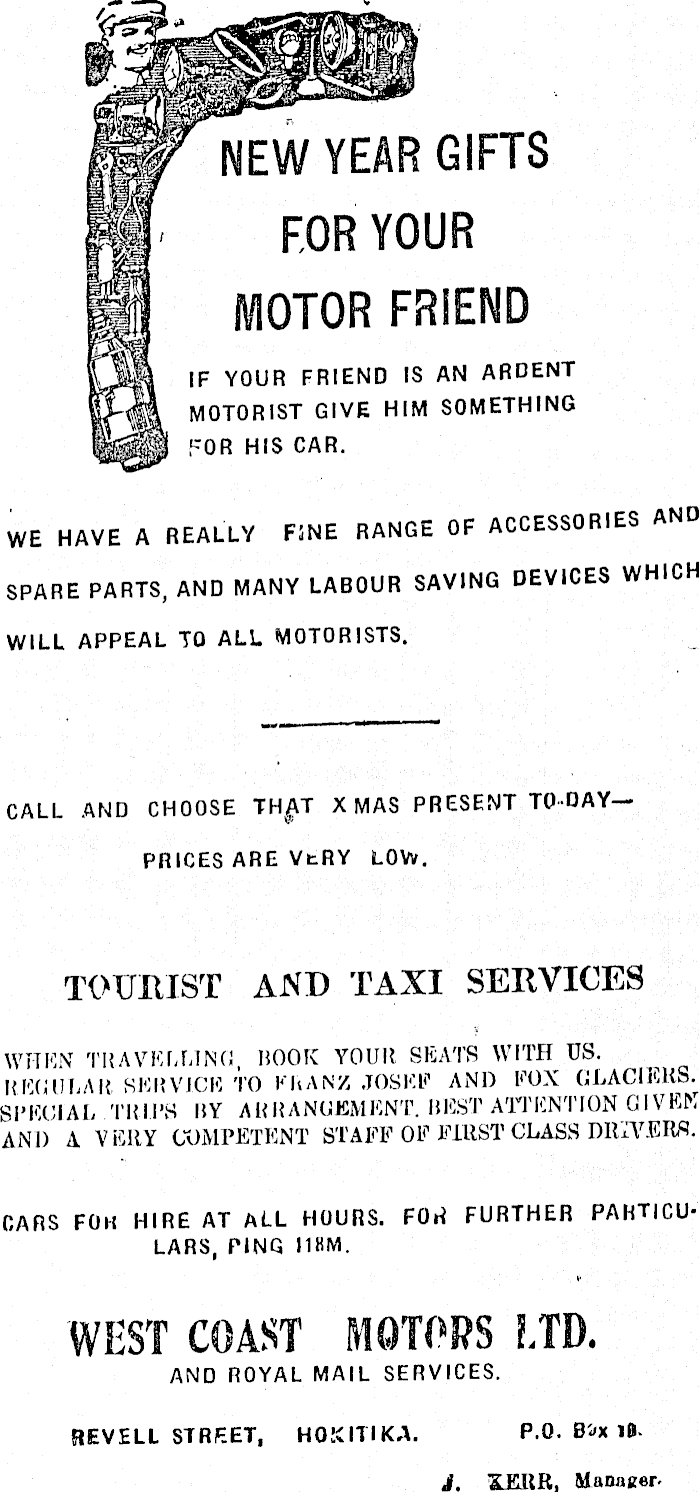 NEW YEAR GIFTS
FOR YOUR
MOTOR FRIEND
IF YOUR FRIEND IS AN ARDENT
MOTORIST GIVE HIM SOMETHING
FOR HIS CAR.
WE HAVE A REALLY FINE RANGE OF ACCESSORIES AND
SPARE PARTS, AND MANY LABOUR SAVING DEVICES WHICH
WILL APPEAL TO ALL MOTORISTS.
CALL AND CHOOSE THAT XMAS PRESENT TO-DAY—
PRICES ARE VERY LOW.
TOURIST AND TAXI SERVICES
WHEN TRAVELLING, BOOK YOUR SEATS WITH US.
REGULAR SERVICE TO FRANZ JOSEF AND FOX GLACIERS.
SPECIAL TRIPS BY ARRANGEMENT. BEST ATTENTION GIVEN
AND A VERY COMPETENT STAFF OF FIRST CLASS DRIVERS.
CARS FOR HIRE AT ALL HOURS. FOR FURTHER PARTICU-
LARS, RING 118M.
WEST COAST MOTORS LTD.
AND ROYAL MAIL SERVICES.
REVELL STREET, HOKITIKA. P.O. Box 10.
J. KERR, Manager.